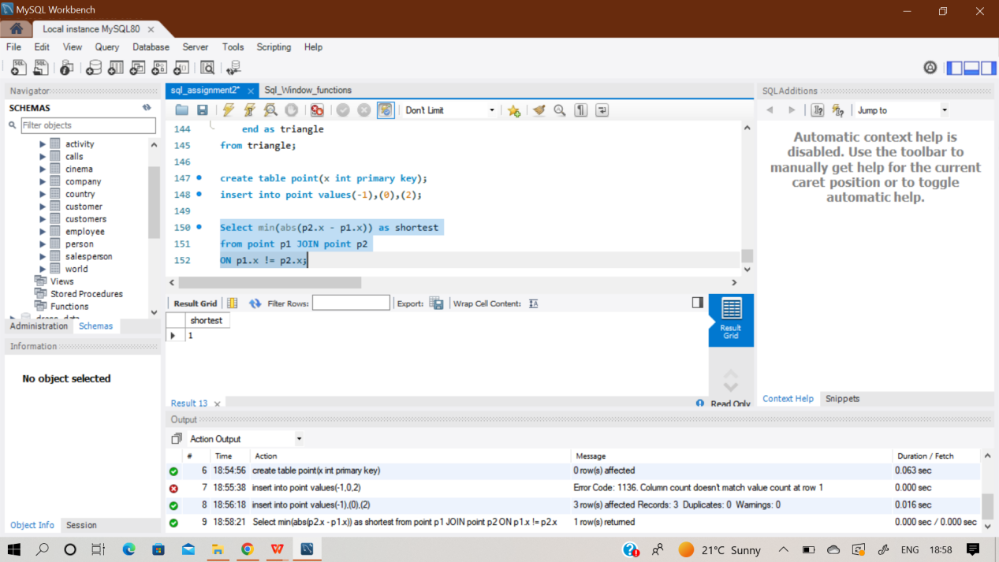 MySQL Workbench
Local instance MySQL80
File Edit View Query Database Server Tools Scripting Help
Navigator
SCHEMAS
Filter objects
activity
calls
cinema
company
country
customer
customers
employee
person
salesperson
world
Views
Stored Procedures
Functions
Administration Schemas
Information
No object selected
Object Info Session
sql_assignment2* Sql_Window_functions
Don't Limit
144 end as triangle
145 from triangle;
146
147 create table point(x int primary key);
148 insert into point values(-1),(0),(2);
149
150 Select min(abs(p2.x - p1.x)) as shortest
151 from point p1 JOIN point p2
152 ON p1.x != p2.x;
Result Grid Filter Rows: Export: Wrap Cell Content:
shortest
1
Result Grid
Result 13
Read Only
SQLAdditions
Jump to
Automatic context help is
disabled. Use the toolbar to
manually get help for the current
caret position or to toggle
automatic help.
Context Help Snippets
Output
Action Output
# Time Action Message Duration / Fetch
6 18:54:56 create table point(x int primary key) 0 row(s) affected 0.063 sec
7 18:55:38 insert into point values(-1,0,2) Error Code: 1136. Column count doesn't match value count at row 1 0.000 sec
8 18:56:18 insert into point values(-1),(0),(2) 3 row(s) affected Records: 3 Duplicates: 0 Warnings: 0 0.016 sec
9 18:58:21 Select min(abs(p2.x - p1.x)) as shortest from point p1 JOIN point p2 ON p1.x != p2.x 1 row(s) returned 0.000 sec / 0.000 sec
21°C Sunny ENG 18:58